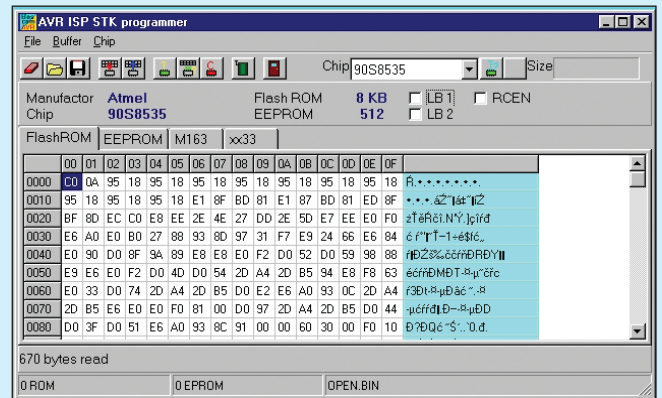 AVR ISP STK programmer
File Buffer Chip
Chip 90S8535 Size
Manufactor Atmel Flash ROM 8 KB LB 1 RCEN
Chip 90S8535 EEPROM 512 LB 2
FlashROM EEPROM M163 xx33
00 01 02 03 04 05 06 07 08 09 0A 0B 0C 0D 0E 0F
0000 C0 0A 95 18 95 18 95 18 95 18 95 18 95 18 95 18
0010 95 18 95 18 95 18 E1 8F BD 81 E1 87 BD 81 ED 8F
0020 BF 8D EC C0 E8 EE 2E 4E 27 DD 2E 5D E7 EE E0 F0
0030 E6 A0 E0 B0 27 88 93 8D 97 31 F7 E9 24 66 E6 84
0040 E0 90 D0 8F 9A 89 E8 E8 E0 F2 D0 52 D0 59 98 88
0050 E9 E6 E0 F2 D0 4D D0 54 2D A4 2D B5 94 E8 F8 63
0060 E0 33 D0 74 2D A4 2D B5 D0 E2 E6 A0 93 0C 2D A4
0070 2D B5 E6 E0 E0 F0 81 00 D0 97 2D A4 2D B5 D0 44
0080 D0 3F D0 51 E6 A0 93 8C 91 00 00 60 30 00 F0 10
670 bytes read
0 ROM 0 EPROM OPEN.BIN